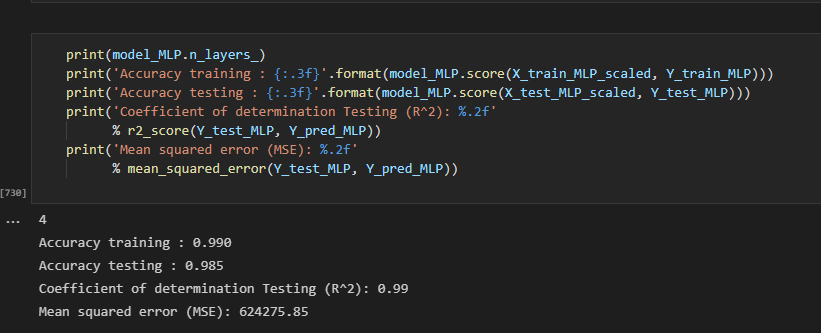 print(model_MLP.n_layers_)
print('Accuracy training : {:.3f}'.format(model_MLP.score(X_train_MLP_scaled, Y_train_MLP)))
print('Accuracy testing : {:.3f}'.format(model_MLP.score(X_test_MLP_scaled, Y_test_MLP)))
print('Coefficient of determination Testing (R^2): %.2f'
% r2_score(Y_test_MLP, Y_pred_MLP))
print('Mean squared error (MSE): %.2f'
% mean_squared_error(Y_test_MLP, Y_pred_MLP))
[730]
... 4
Accuracy training : 0.990
Accuracy testing : 0.985
Coefficient of determination Testing (R^2): 0.99
Mean squared error (MSE): 624275.85